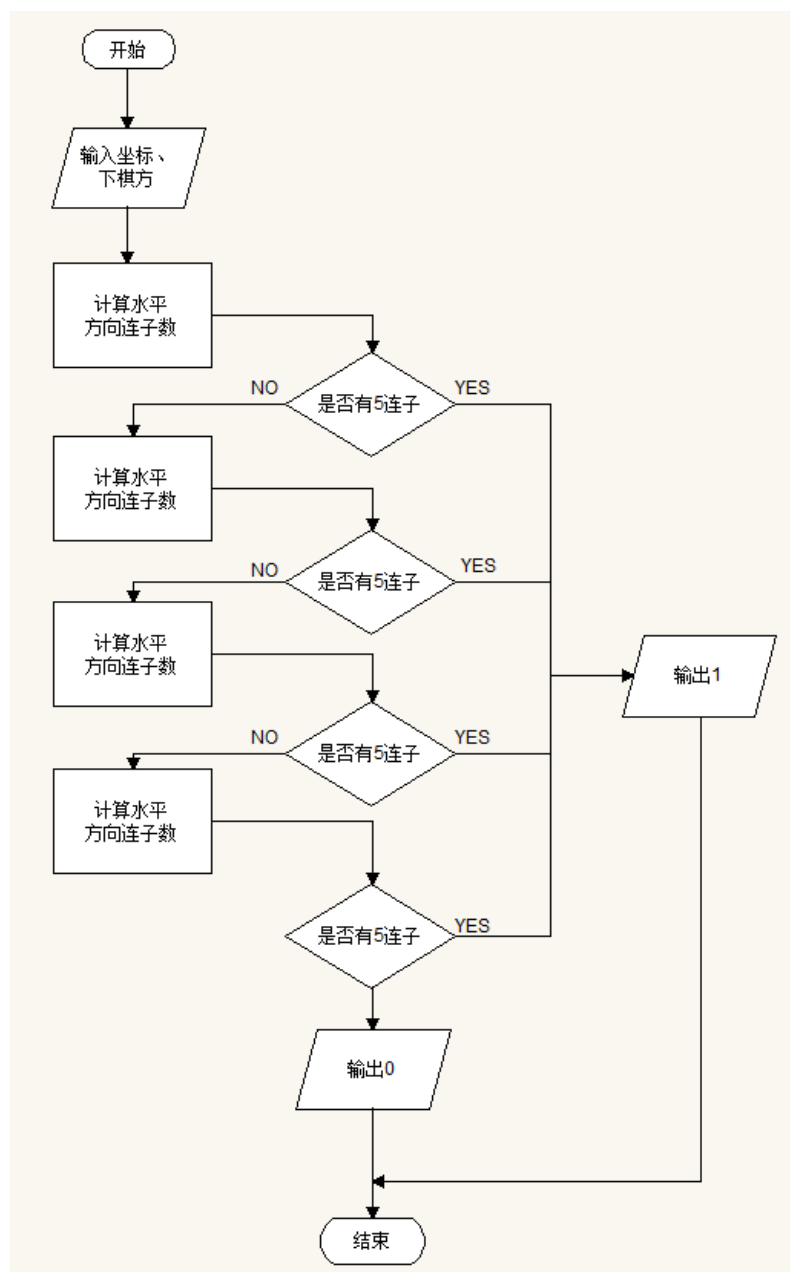 开始
输入坐标、
下棋方
计算水平
方向连子数
是否有5连子
NO
YES
计算水平
方向连子数
是否有5连子
NO
YES
计算水平
方向连子数
是否有5连子
NO
YES
输出1
计算水平
方向连子数
是否有5连子
YES
输出0
结束